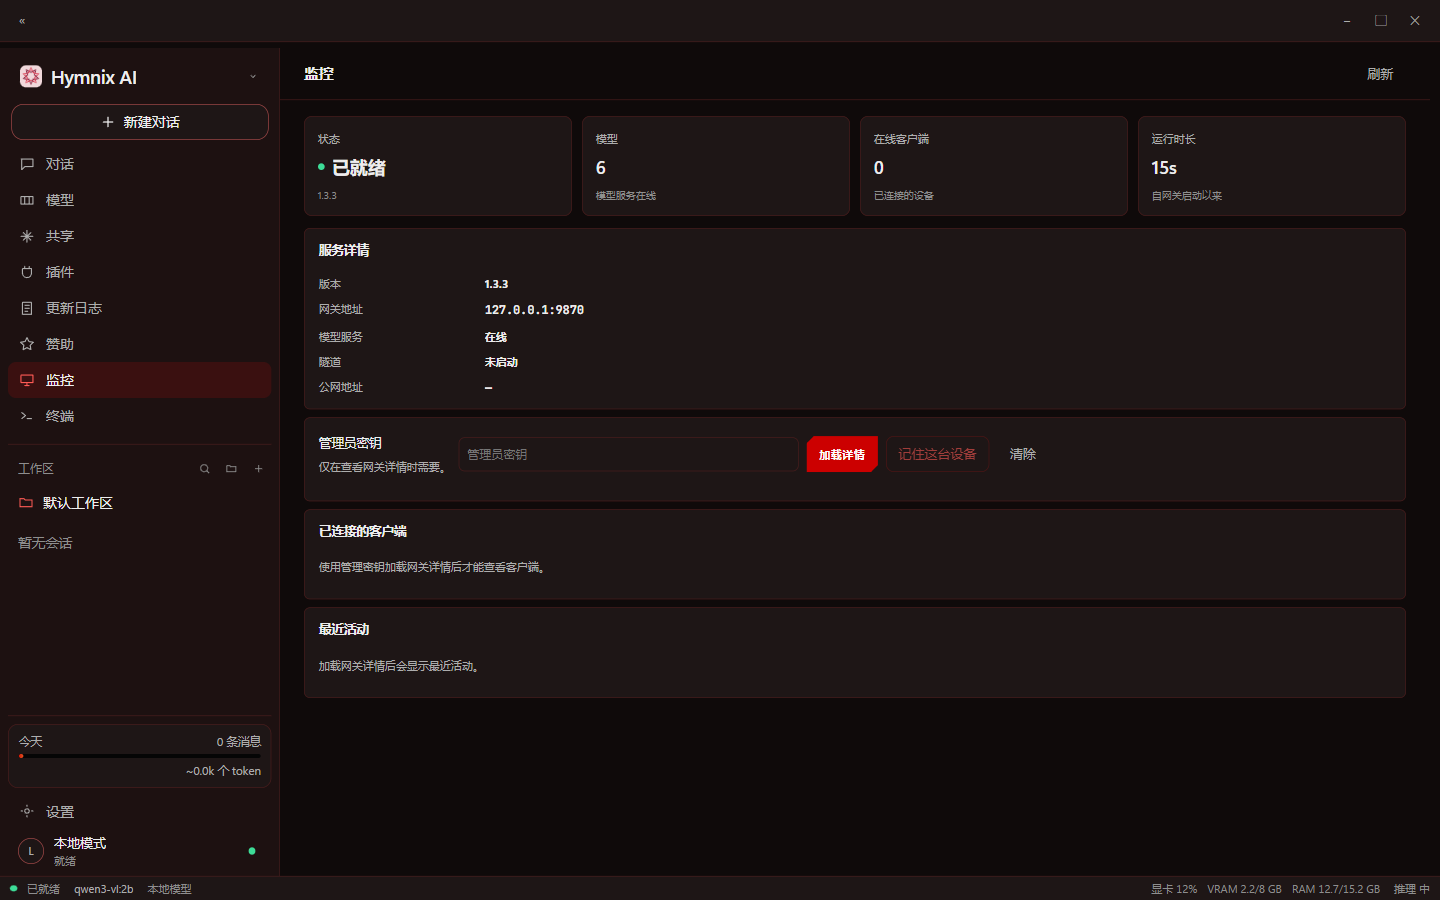 «
Hymnix AI
新建对话
对话
模型
共享
插件
更新日志
赞助
监控
终端
工作区
默认工作区
暂无会话
今天 0 条消息
~0.0k 个 token
设置
L 本地模式
就绪
监控 刷新
状态
已就绪
1.3.3
模型
6
模型服务在线
在线客户端
0
已连接的设备
运行时长
15s
自网关启动以来
服务详情
版本 1.3.3
网关地址 127.0.0.1:9870
模型服务 在线
隧道 未启动
公网地址 –
管理员密钥
仅在查看网关详情时需要。
管理员密钥
加载详情
记住这台设备
清除
已连接的客户端
使用管理密钥加载网关详情后才能查看客户端。
最近活动
加载网关详情后会显示最近活动。
已就绪 qwen3-vl:2b 本地模型 显卡 12% VRAM 2.2/8 GB RAM 12.7/15.2 GB 推理 中